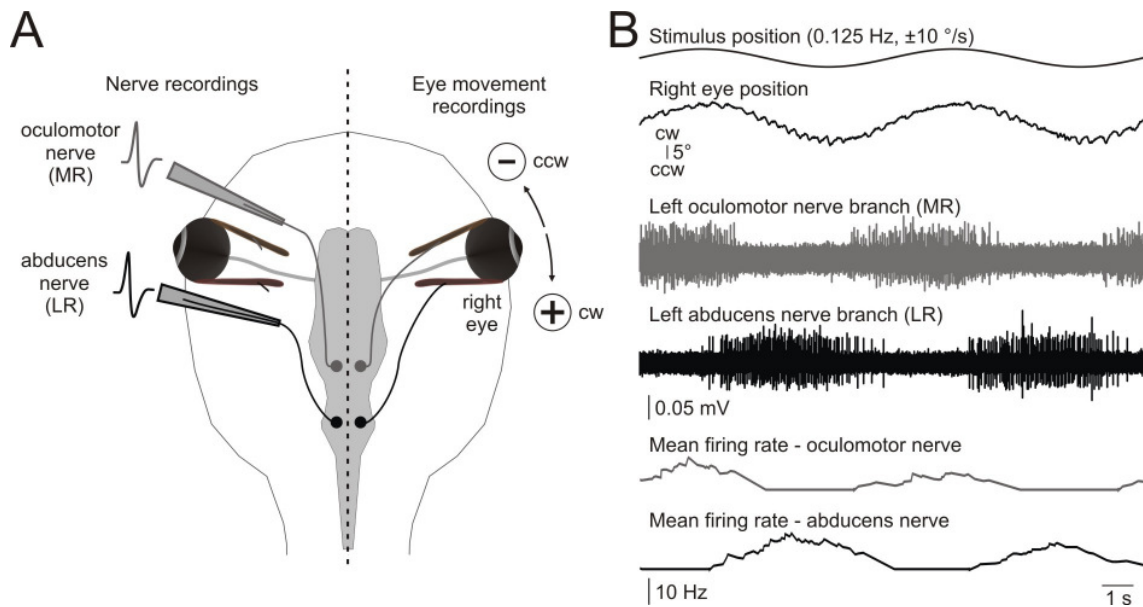 A
Nerve recordings
Eye movement
recordings
oculomotor
nerve
(MR)
− ccw
abducens
nerve
(LR)
right
eye
+ cw
B
Stimulus position (0.125 Hz, ±10 °/s)
Right eye position
cw
5°
ccw
Left oculomotor nerve branch (MR)
Left abducens nerve branch (LR)
0.05 mV
Mean firing rate - oculomotor nerve
Mean firing rate - abducens nerve
10 Hz
1 s